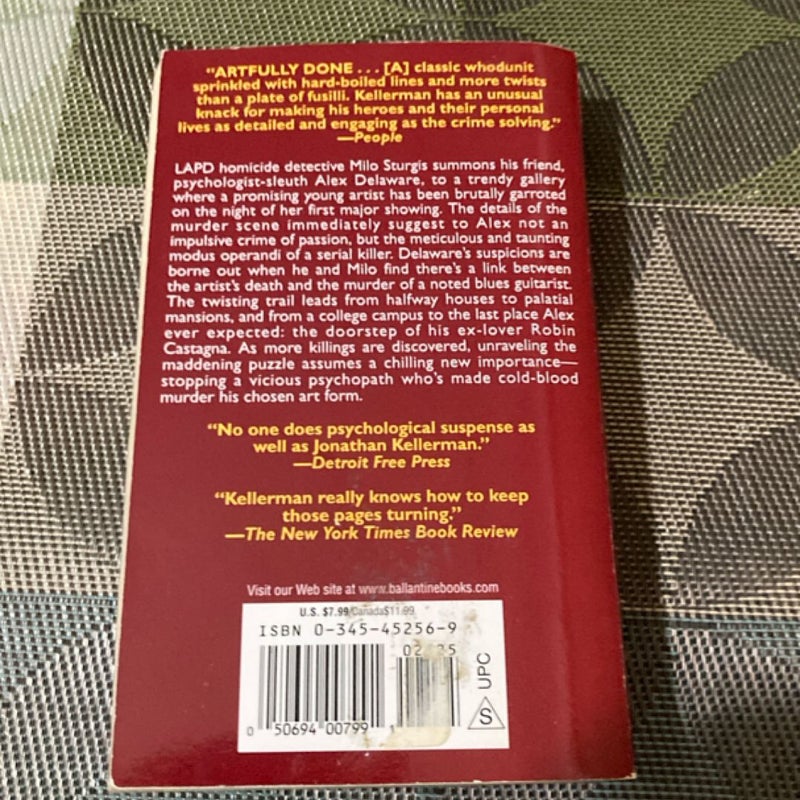 “ARTFULLY DONE . . . [A] classic whodunit
sprinkled with hard-boiled lines and more twists
than a plate of fusilli. Kellerman has an unusual
knack for making his heroes and their personal
lives as detailed and engaging as the crime solving.”
—People
LAPD homicide detective Milo Sturgis summons his friend,
psychologist-sleuth Alex Delaware, to a trendy gallery
where a promising young artist has been brutally garroted
on the night of her first major showing. The details of the
murder scene immediately suggest to Alex not an
impulsive crime of passion, but the meticulous and taunting
modus operandi of a serial killer. Delaware’s suspicions are
borne out when he and Milo find there’s a link between
the artist’s death and the murder of a noted blues guitarist.
The twisting trail leads from halfway houses to palatial
mansions, and from a college campus to the last place Alex
ever expected: the doorstep of his ex-lover Robin
Castagna. As more killings are discovered, unraveling the
maddening puzzle assumes a chilling new importance—
stopping a vicious psychopath who’s made cold-blood
murder his chosen art form.
“No one does psychological suspense as
well as Jonathan Kellerman.”
—Detroit Free Press
“Kellerman really knows how to keep
those pages turning.”
—The New York Times Book Review
Visit our Web site at www.ballantinebooks.com
U.S. $7.99/Canada$11.99
ISBN 0-345-45256-9
0 50694 00799 1
UPC
S